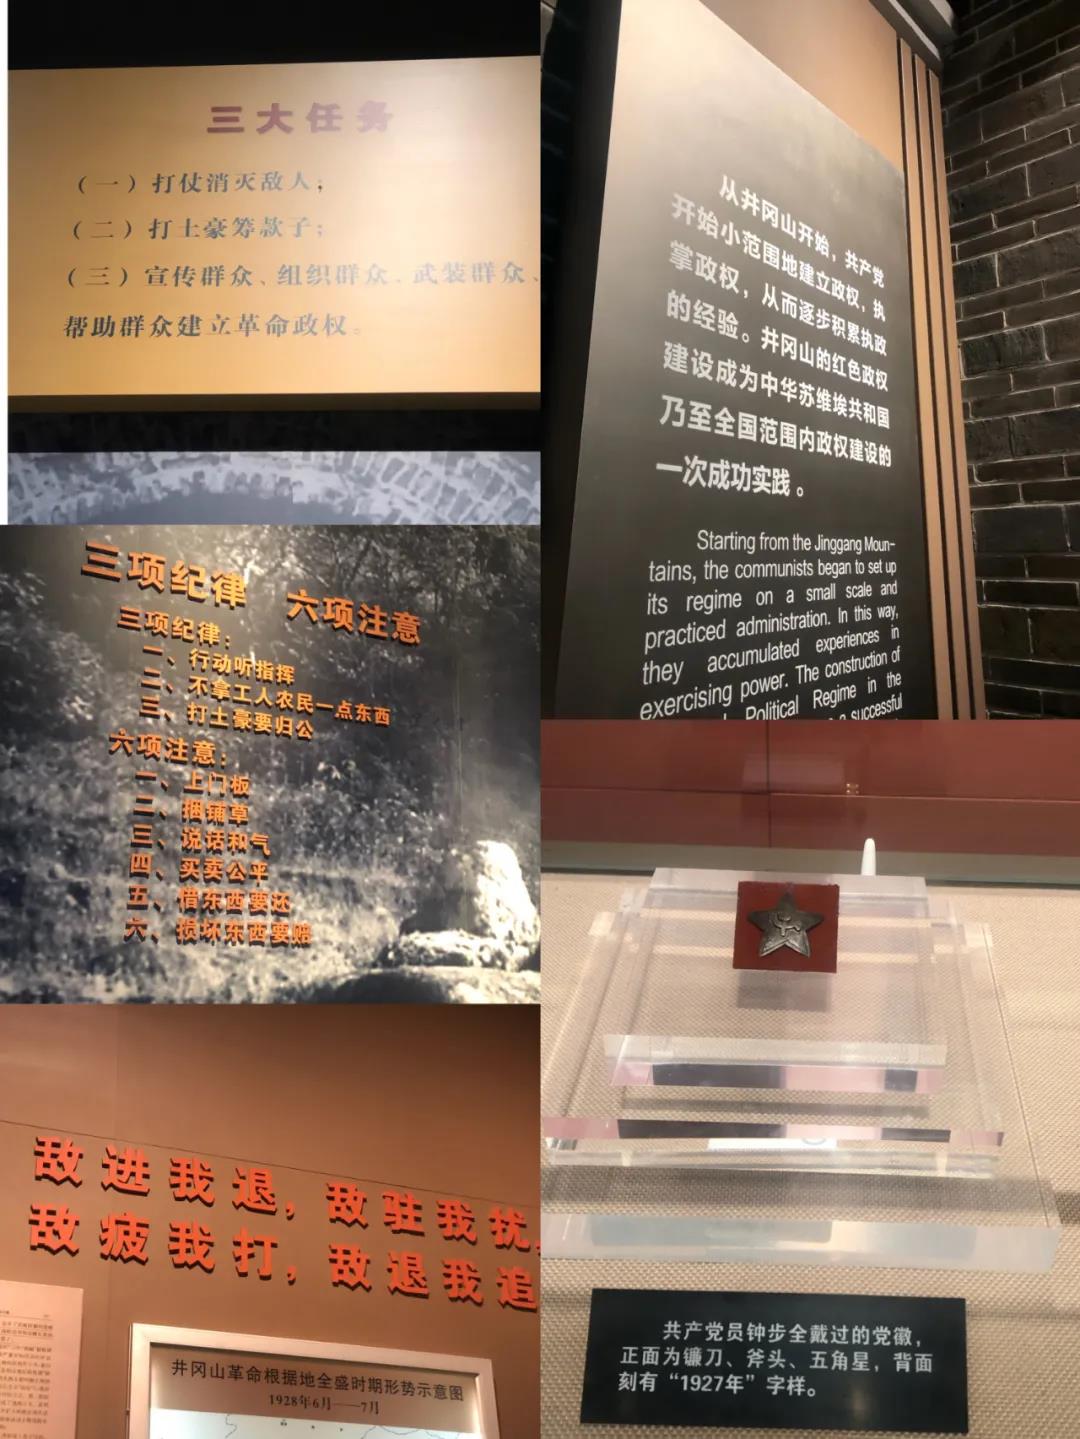 三大任务
（一）打仗消灭敌人；
（二）打土豪筹款子；
（三）宣传群众、组织群众、武装群众、
帮助群众建立革命政权。
从井冈山开始，共产党
开始小范围地建立政权，执
掌政权，从而逐步积累执政
的经验。井冈山的红色政权
建设成为中华苏维埃共和国
乃至全国范围内政权建设的
一次成功实践。
Starting from the Jinggang Moun-
tains, the communists began to set up
its regime on a small scale and
practiced administration. In this way,
they accumulated experiences in
exercising power. The construction of
Political Regime in the
a successful
三项纪律 六项注意
三项纪律：
一、行动听指挥
二、不拿工人农民一点东西
三、打土豪要归公
六项注意：
一、上门板
二、捆铺草
三、说话和气
四、买卖公平
五、借东西要还
六、损坏东西要赔
敌进我退，敌驻我扰，
敌疲我打，敌退我追
井冈山革命根据地全盛时期形势示意图
1928年6月——7月
共产党员钟步全戴过的党徽，
正面为镰刀、斧头、五角星，背面
刻有“1927年”字样。